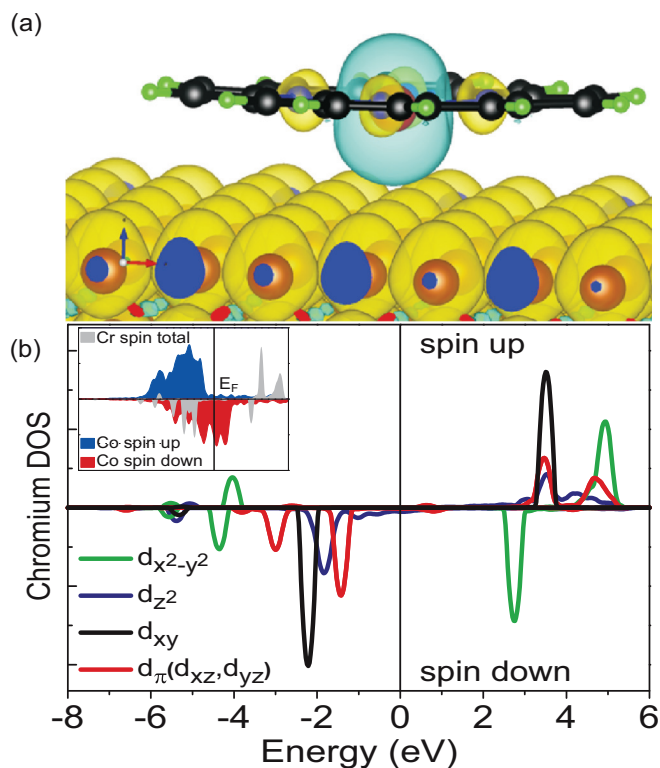 (a)
(b)
Cr spin total
E_F
Co spin up
Co spin down
spin up
Chromium DOS
d_{x²-y²}
d_{z²}
d_{xy}
d_π(d_{xz},d_{yz})
spin down
-8 -6 -4 -2 0 2 4 6
Energy (eV)